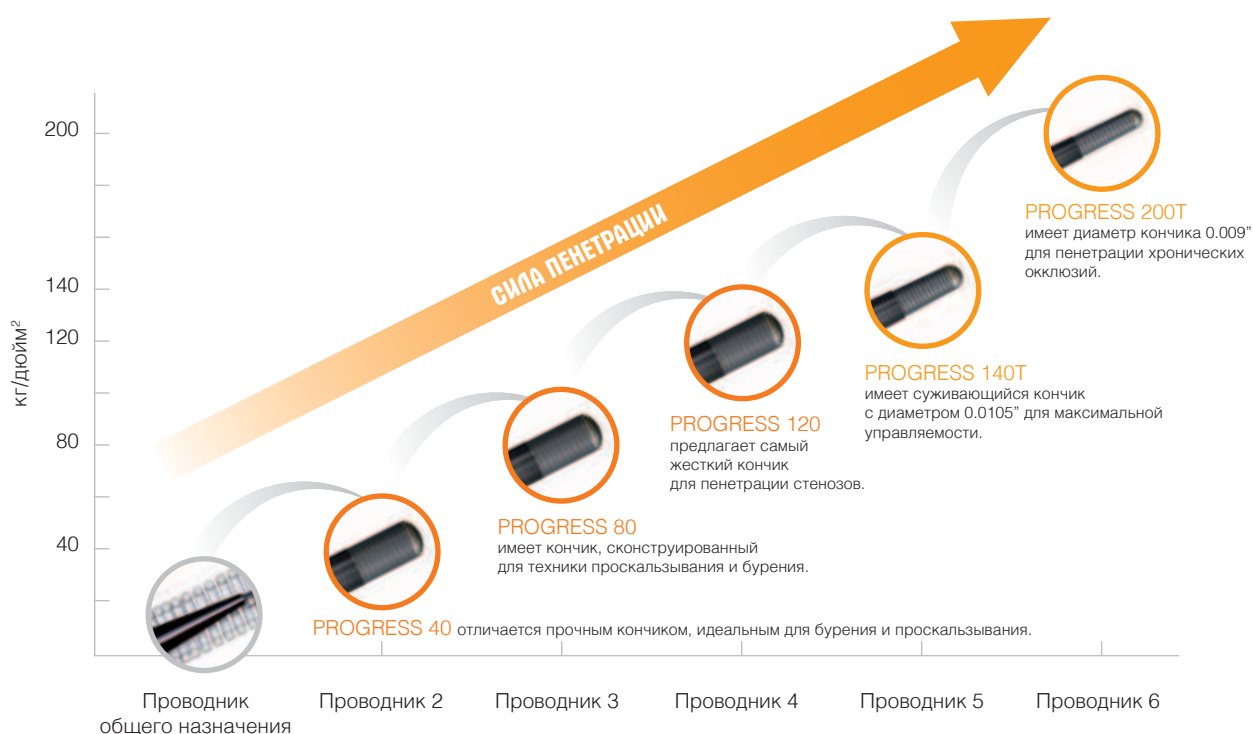 200
140
120
80
40
кг/дюйм²
СИЛА ПЕНЕТРАЦИИ
PROGRESS 200T
имеет диаметр кончика 0.009”
для пенетрации хронических
окклюзий.
PROGRESS 140T
имеет суживающийся кончик
с диаметром 0.0105” для максимальной
управляемости.
PROGRESS 120
предлагает самый
жесткий кончик
для пенетрации стенозов.
PROGRESS 80
имеет кончик, сконструированный
для техники проскальзывания и бурения.
PROGRESS 40 отличается прочным кончиком, идеальным для бурения и проскальзывания.
Проводник
общего назначения
Проводник 2
Проводник 3
Проводник 4
Проводник 5
Проводник 6